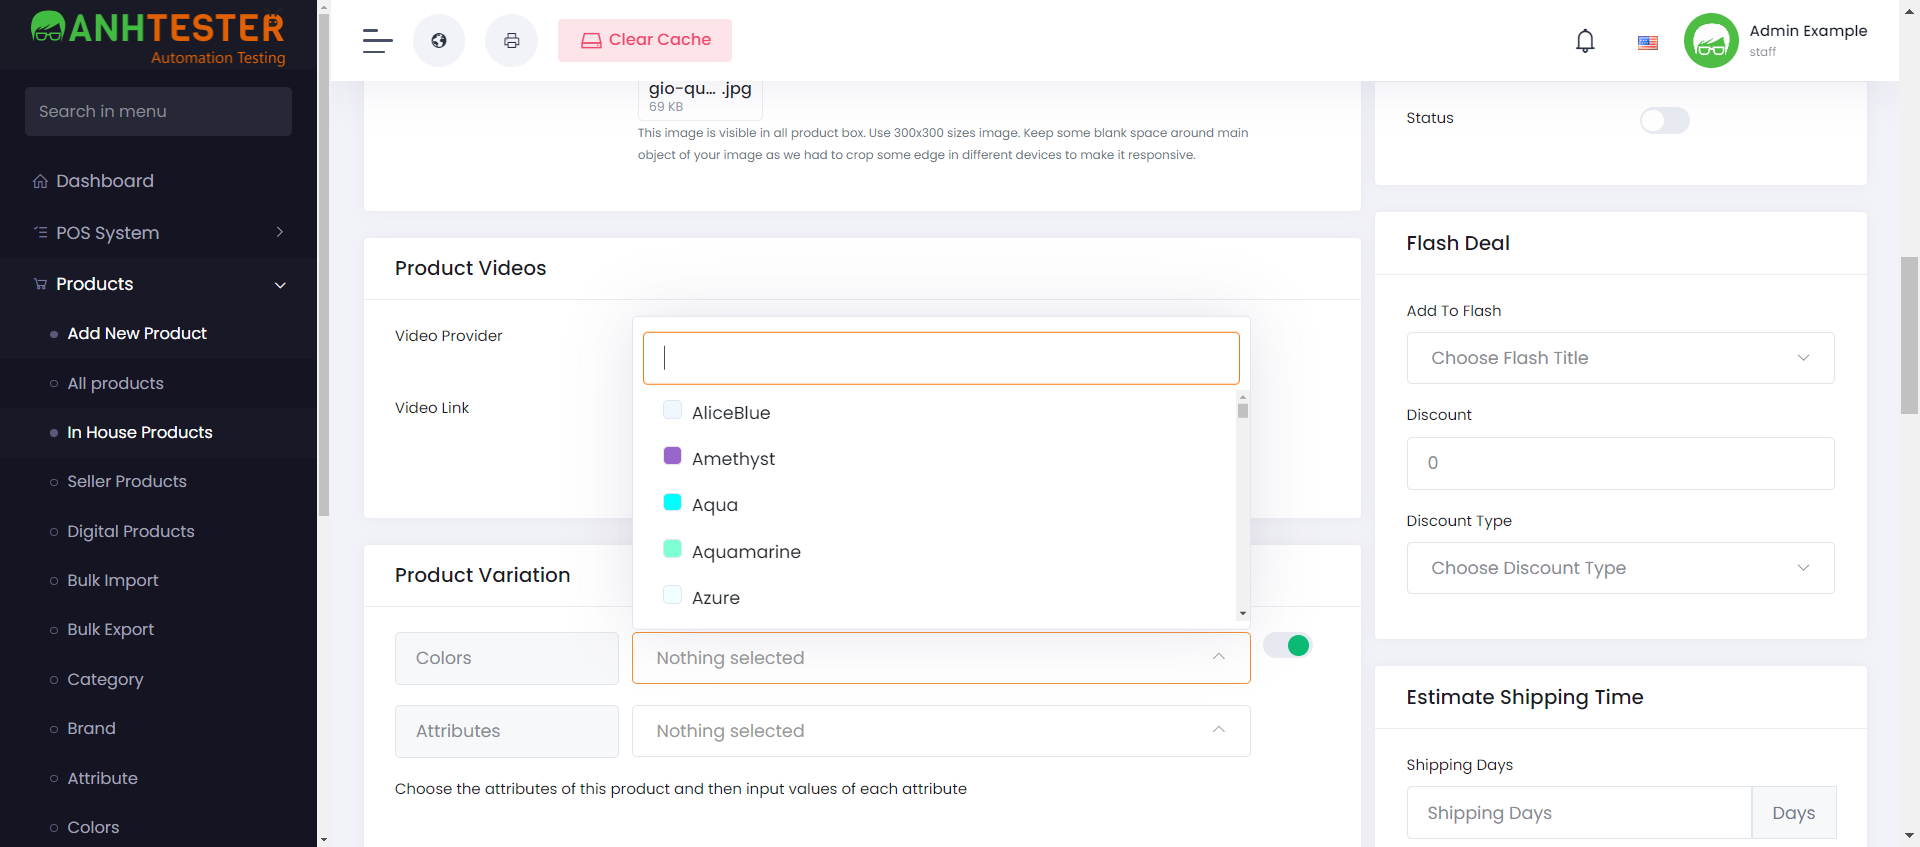 ANHTESTER
Automation Testing
Search in menu
Dashboard
POS System
Products
Add New Product
All products
In House Products
Seller Products
Digital Products
Bulk Import
Bulk Export
Category
Brand
Attribute
Colors
Clear Cache
Admin Example
staff
gio-qu... .jpg
69 KB
This image is visible in all product box. Use 300x300 sizes image. Keep some blank space around main
object of your image as we had to crop some edge in different devices to make it responsive.
Product Videos
Video Provider
Video Link
AliceBlue
Amethyst
Aqua
Aquamarine
Azure
Product Variation
Colors
Nothing selected
Attributes
Nothing selected
Choose the attributes of this product and then input values of each attribute
Status
Flash Deal
Add To Flash
Choose Flash Title
Discount
0
Discount Type
Choose Discount Type
Estimate Shipping Time
Shipping Days
Shipping Days
Days